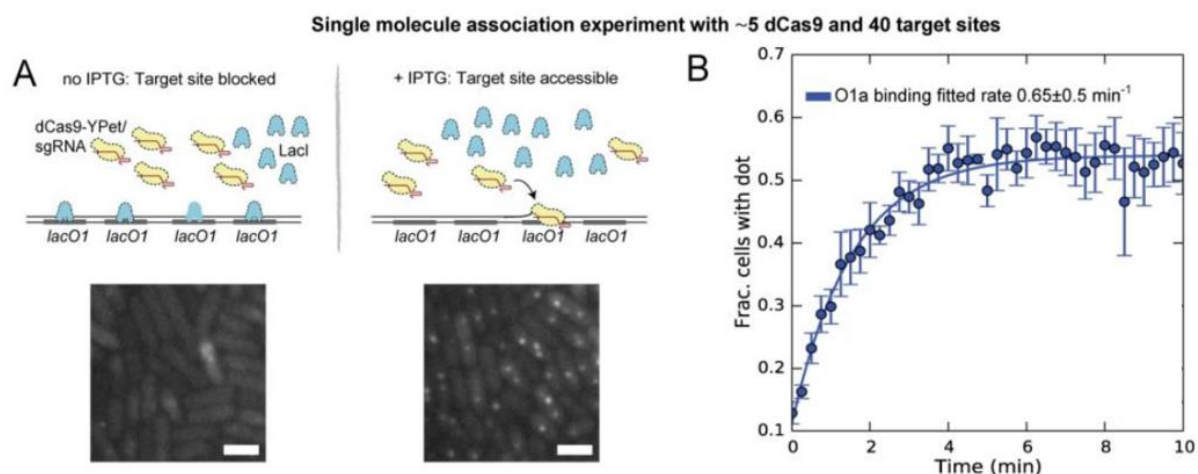 Single molecule association experiment with ~5 dCas9 and 40 target sites
A
no IPTG: Target site blocked
dCas9-YPet/
sgRNA
LacI
lacO1 lacO1 lacO1 lacO1
+ IPTG: Target site accessible
lacO1 lacO1 lacO1 lacO1
B
O1a binding fitted rate 0.65±0.5 min⁻¹
Frac. cells with dot
0.7
0.6
0.5
0.4
0.3
0.2
0.1
0 2 4 6 8 10
Time (min)